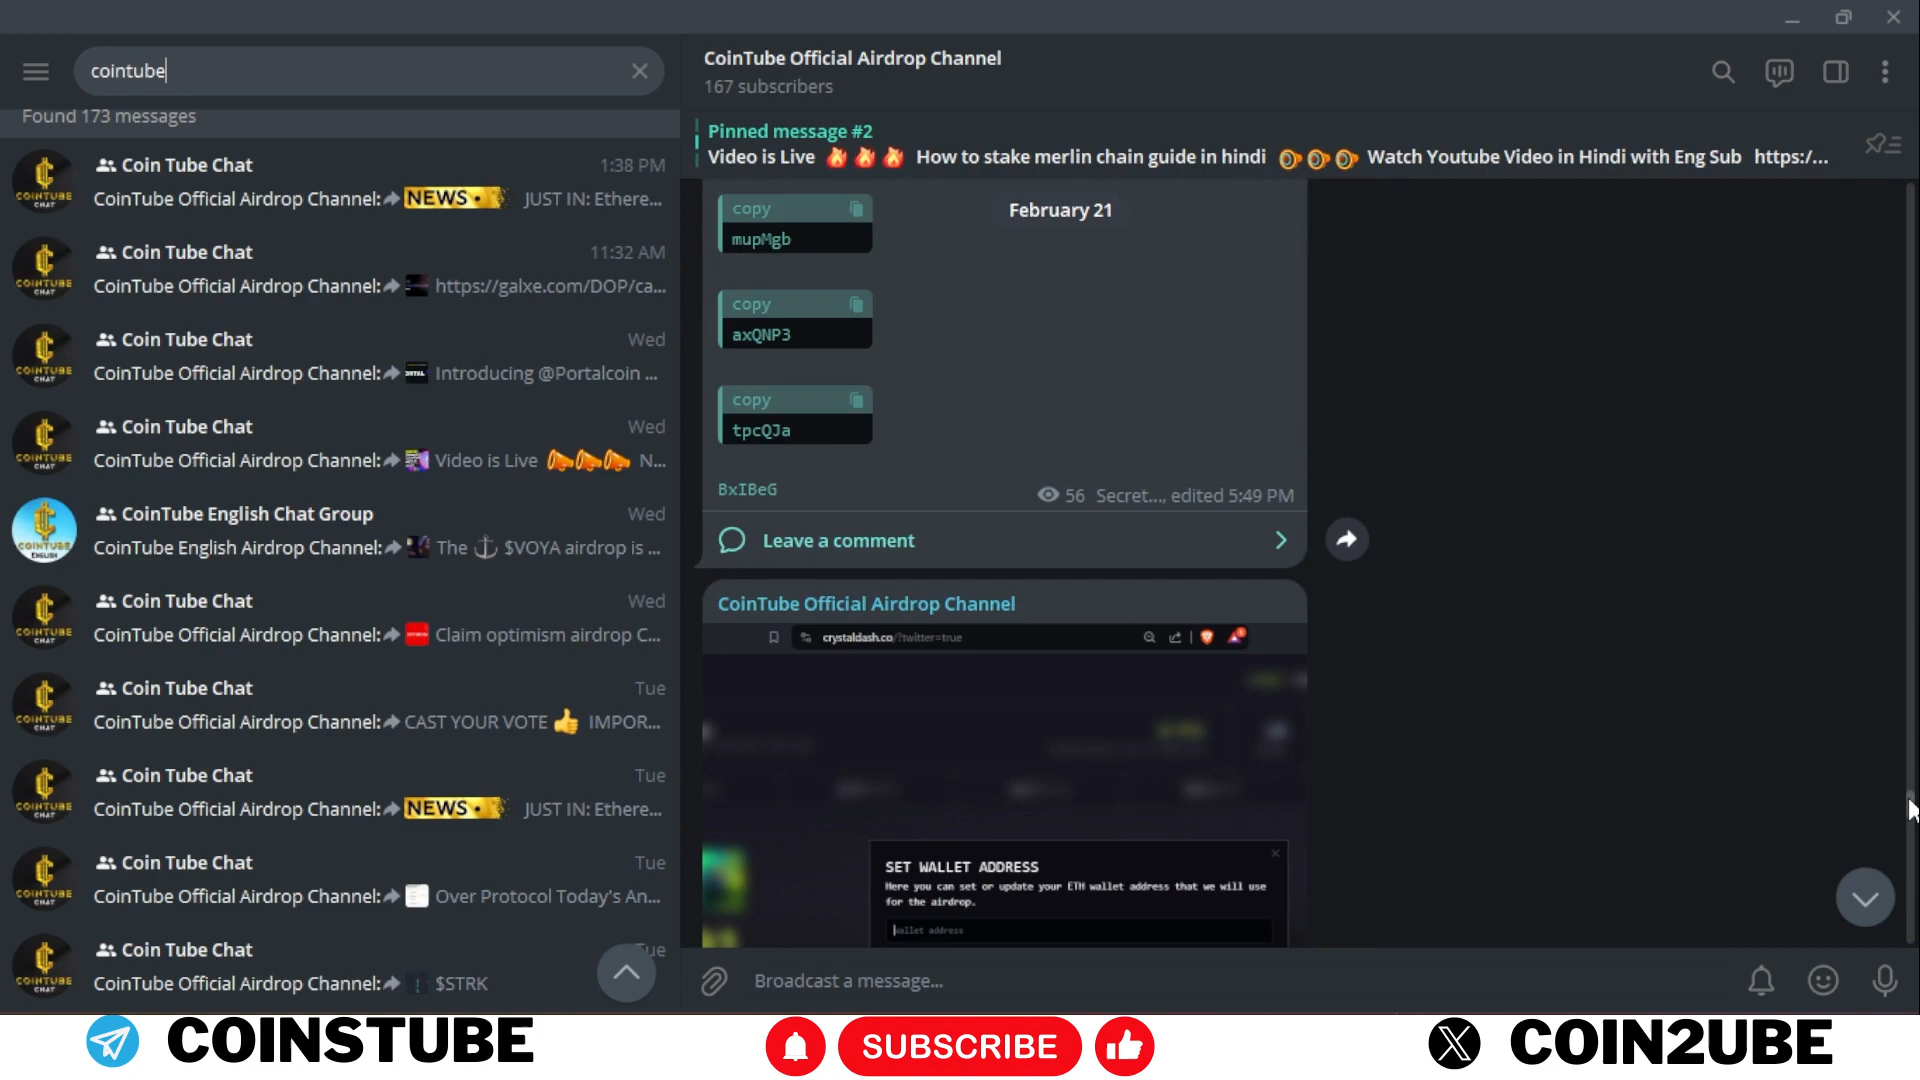 cointube
Found 173 messages
Coin Tube Chat 1:38 PM
CoinTube Official Airdrop Channel: NEWS JUST IN: Ethere...
Coin Tube Chat 11:32 AM
CoinTube Official Airdrop Channel: https://galxe.com/DOP/ca...
Coin Tube Chat Wed
CoinTube Official Airdrop Channel: Introducing @Portalcoin ...
Coin Tube Chat Wed
CoinTube Official Airdrop Channel: Video is Live N...
CoinTube English Chat Group Wed
CoinTube English Airdrop Channel: The $VOYA airdrop is ...
Coin Tube Chat Wed
CoinTube Official Airdrop Channel: Claim optimism airdrop C...
Coin Tube Chat Tue
CoinTube Official Airdrop Channel: CAST YOUR VOTE 👍 IMPOR...
Coin Tube Chat Tue
CoinTube Official Airdrop Channel: NEWS JUST IN: Ethere...
Coin Tube Chat Tue
CoinTube Official Airdrop Channel: Over Protocol Today's An...
Coin Tube Chat Tue
CoinTube Official Airdrop Channel: $STRK
CoinTube Official Airdrop Channel
167 subscribers
Pinned message #2
Video is Live 🔥🔥🔥 How to stake merlin chain guide in hindi Watch Youtube Video in Hindi with Eng Sub https:/...
February 21
copy
mupMgb
copy
axQNP3
copy
tpcQJa
BxIBeG
56 Secret..., edited 5:49 PM
Leave a comment
CoinTube Official Airdrop Channel
crystaldash.co/?twitter=true
SET WALLET ADDRESS
Here you can set or update your ETH wallet address that we will use
for the airdrop.
Wallet address
Broadcast a message...
COINSTUBE
SUBSCRIBE
COIN2UBE